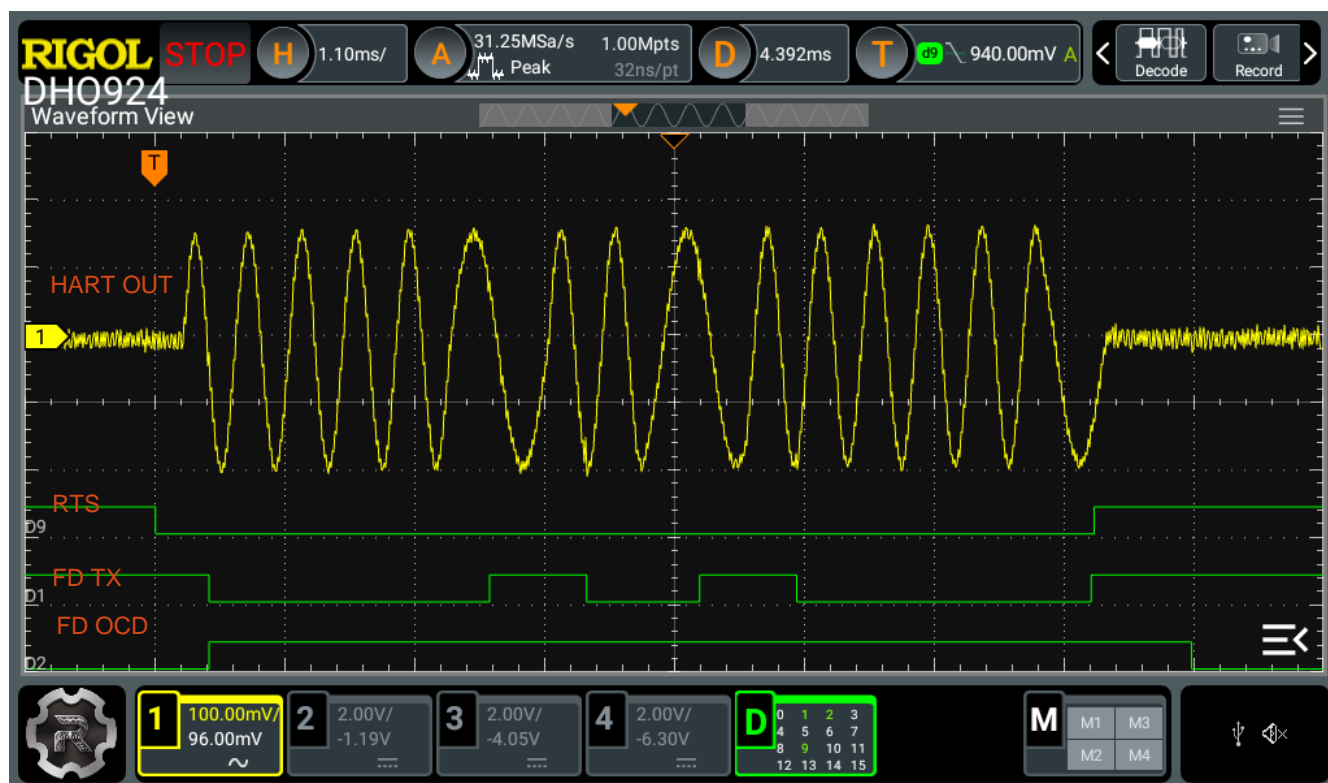 RIGOL STOP H 1.10ms/ A 31.25MSa/s 1.00Mpts D 4.392ms T d9 940.00mV A < Decode Record >
Peak 32ns/pt
DHO924
Waveform View
T
HART OUT
1
RTS
D9
FD TX
D1
FD OCD
D2
1 100.00mV/ 2 2.00V/ 3 2.00V/ 4 2.00V/ D 0 1 2 3 M M1 M3
96.00mV -1.19V -4.05V -6.30V 4 5 6 7 M2 M4
8 9 10 11
12 13 14 15
R